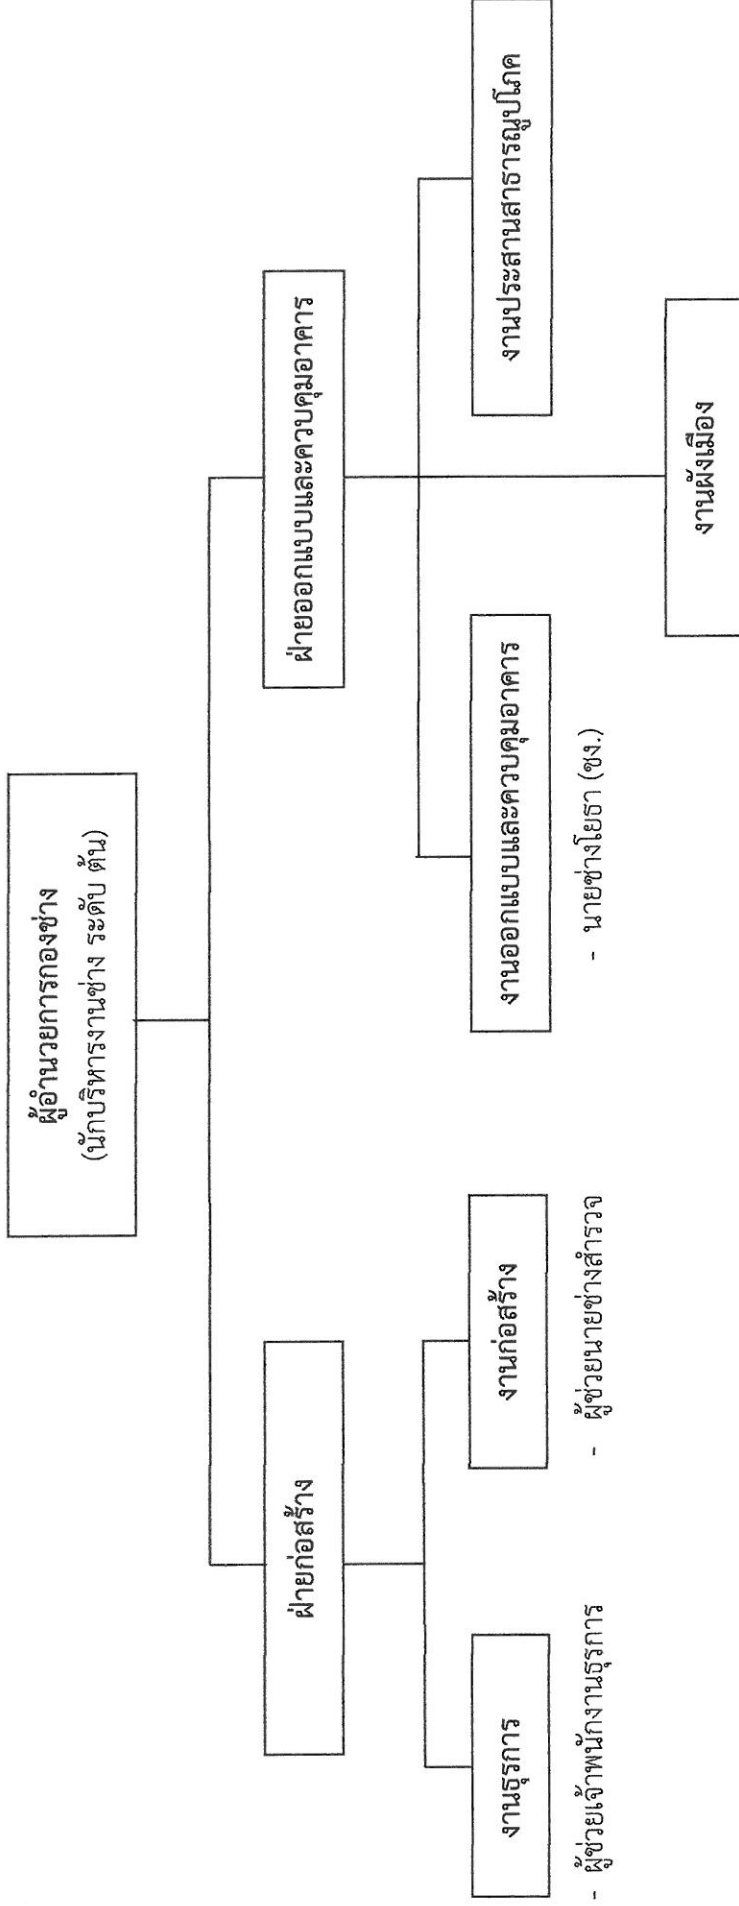 ผู้อำนวยการกองช่าง
(นักบริหารงานช่าง ระดับ ต้น)
ฝ่ายก่อสร้าง
ฝ่ายออกแบบและควบคุมอาคาร
งานธุรการ
งานก่อสร้าง
งานออกแบบและควบคุมอาคาร
งานประสานสาธารณูปโภค
- ผู้ช่วยเจ้าพนักงานธุรการ
- ผู้ช่วยนายช่างสำรวจ
- นายช่างโยธา (ชง.)
งานผังเมือง